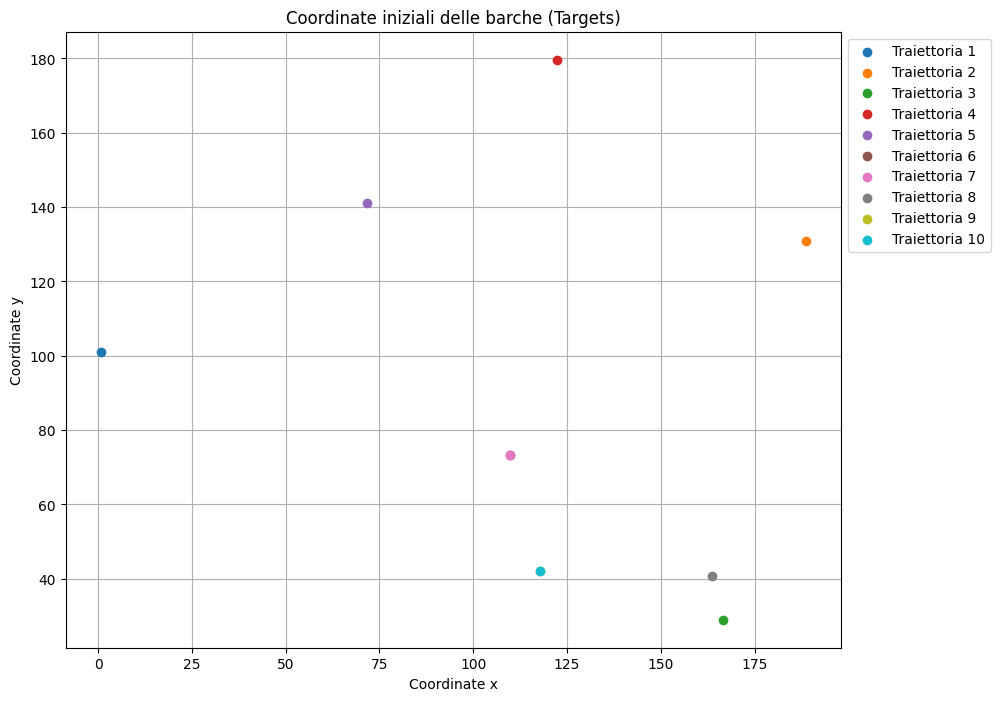 Coordinate iniziali delle barche (Targets)
180
160
140
120
100
80
60
40
Coordinate y
0
25
50
75
100
125
150
175
Coordinate x
Traiettoria 1
Traiettoria 2
Traiettoria 3
Traiettoria 4
Traiettoria 5
Traiettoria 6
Traiettoria 7
Traiettoria 8
Traiettoria 9
Traiettoria 10